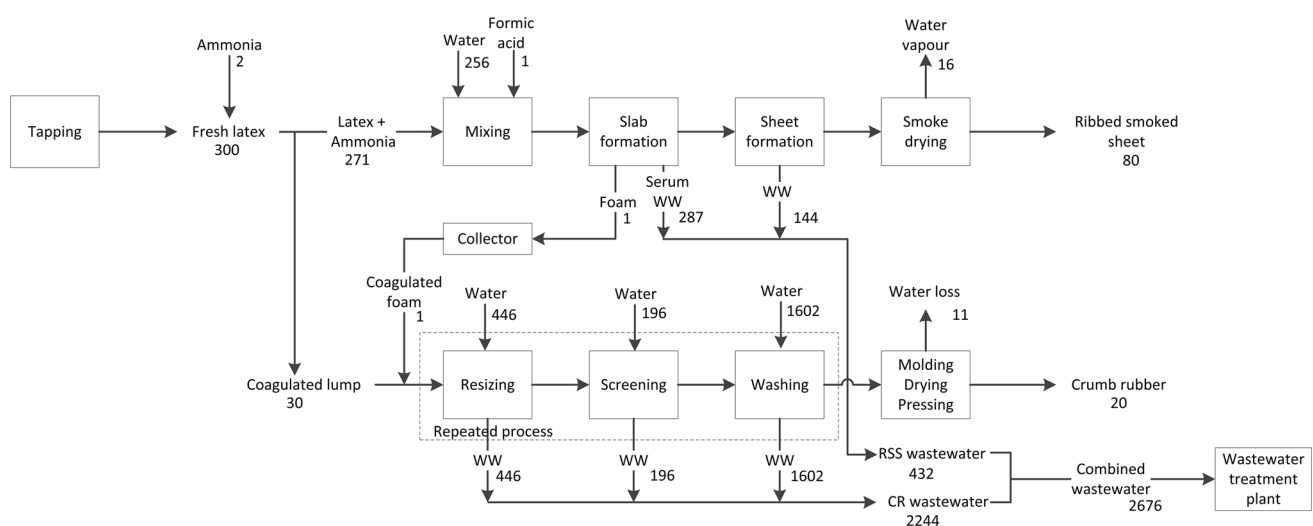 Ammonia
2
Tapping
Fresh latex
300
Latex +
Ammonia
271
Water
256
Formic
acid
1
Mixing
Slab
formation
Sheet
formation
Water
vapour
16
Smoke
drying
Ribbed smoked
sheet
80
Foam
1
Serum
WW
287
WW
144
Collector
Coagulated
foam
1
Water
446
Water
196
Water
1602
Water loss
11
Coagulated lump
30
Resizing
Screening
Washing
Molding
Drying
Pressing
Crumb rubber
20
Repeated process
WW
446
WW
196
WW
1602
RSS wastewater
432
CR wastewater
2244
Combined
wastewater
2676
Wastewater
treatment
plant